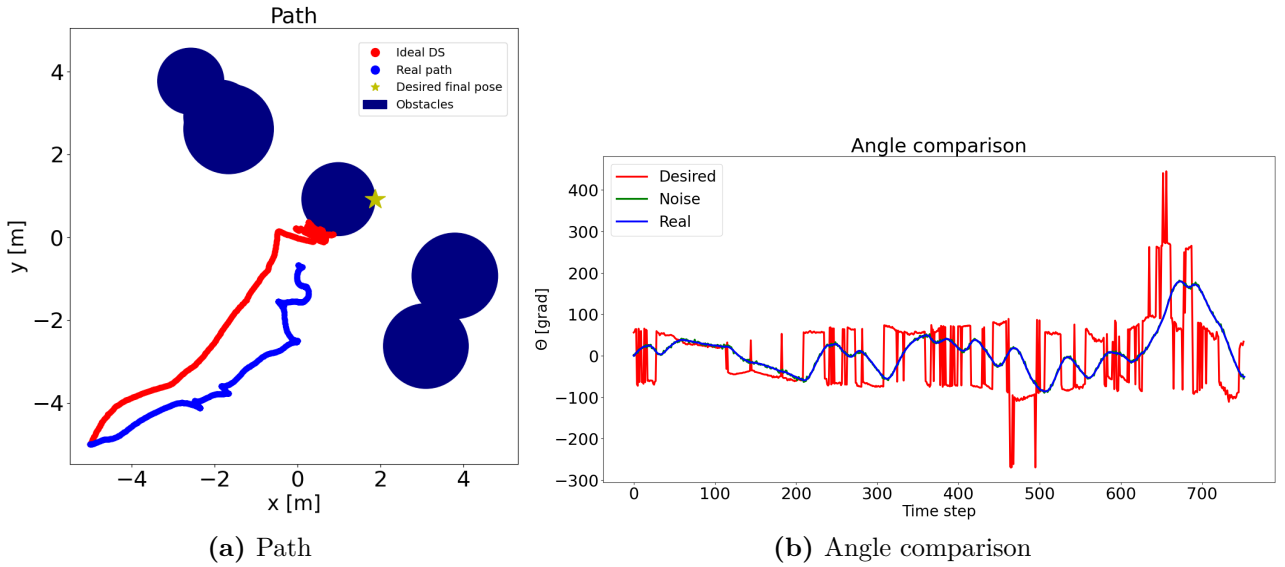 Path
Ideal DS
Real path
Desired final pose
Obstacles
4
2
0
−2
−4
y [m]
−4
−2
0
2
4
x [m]
(a) Path
Angle comparison
Desired
Noise
Real
400
300
200
100
0
−100
−200
−300
Θ [grad]
0
100
200
300
400
500
600
700
Time step
(b) Angle comparison